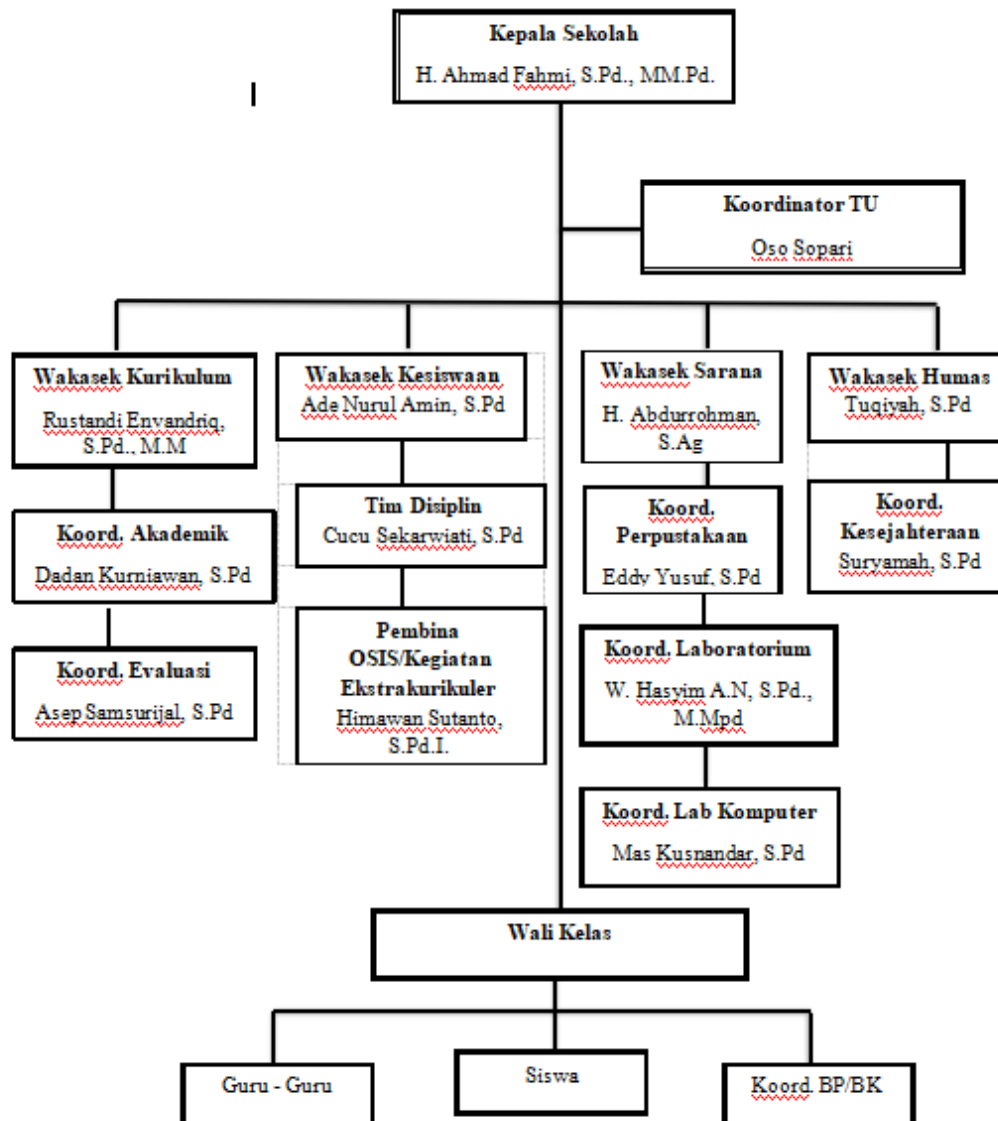 Kepala Sekolah
H. Ahmad Fahmi, S.Pd., MM.Pd.
Koordinator TU
Oso Sopari
Wakasek Kurikulum
Rustandi Envandriq,
S.Pd., M.M
Koord. Akademik
Dadan Kurniawan, S.Pd
Koord. Evaluasi
Asep Samsurijal, S.Pd
Wakasek Kesiswaan
Ade Nurul Amin, S.Pd
Tim Disiplin
Cucu Sekarwiati, S.Pd
Pembina
OSIS/Kegiatan
Ekstrakurikuler
Himawan Sutanto,
S.Pd.I.
Wakasek Sarana
H. Abdurrohman,
S.Ag
Koord.
Perpustakaan
Eddy Yusuf, S.Pd
Koord. Laboratorium
W. Hasyim A.N, S.Pd.,
M.Mpd
Koord. Lab Komputer
Mas Kusnandar, S.Pd
Wakasek Humas
Tuqiyah, S.Pd
Koord.
Kesejahteraan
Suryamah, S.Pd
Wali Kelas
Guru - Guru
Siswa
Koord. BP/BK